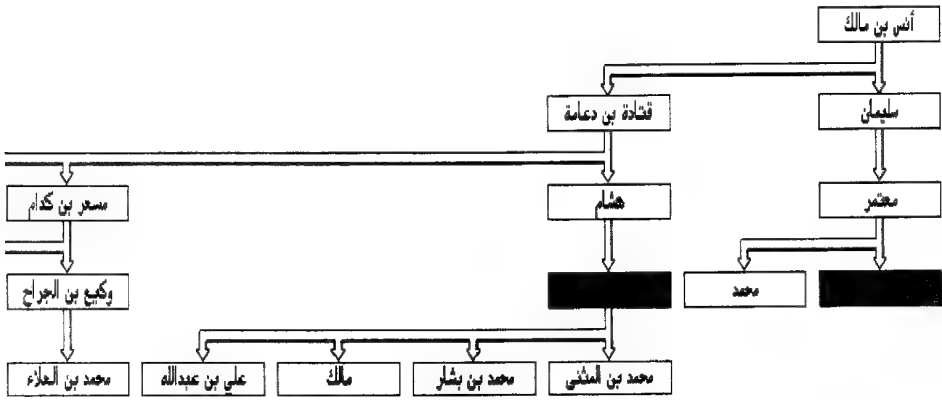 أنس بن مالك
سليمان
قتادة بن دعامة
معتمر
هشام
مسعر بن كدام
محمد
وكيع بن الجراح
محمد بن المثنى
محمد بن بشار
مالك
علي بن عبدالله
محمد بن العلاء